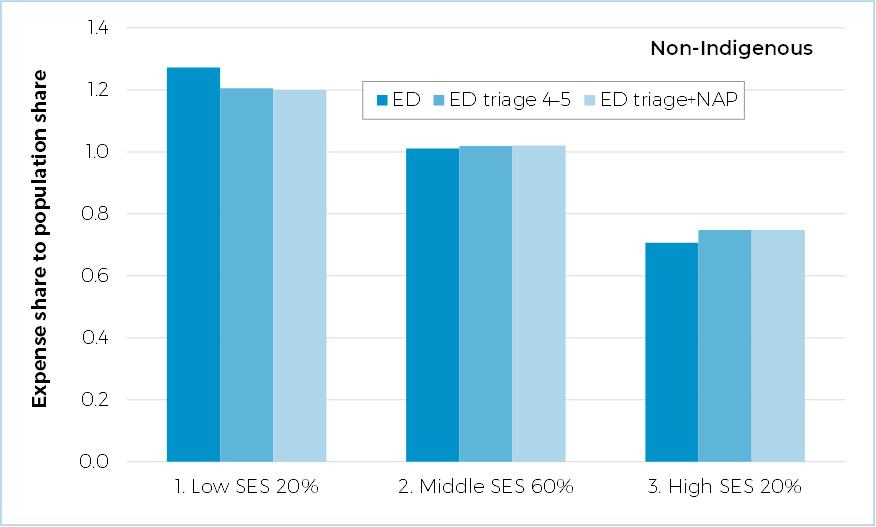 Non-Indigenous
ED ED triage 4–5 ED triage+NAP
Expense share to population share
1.4
1.2
1.0
0.8
0.6
0.4
0.2
0.0
1. Low SES 20% 2. Middle SES 60% 3. High SES 20%